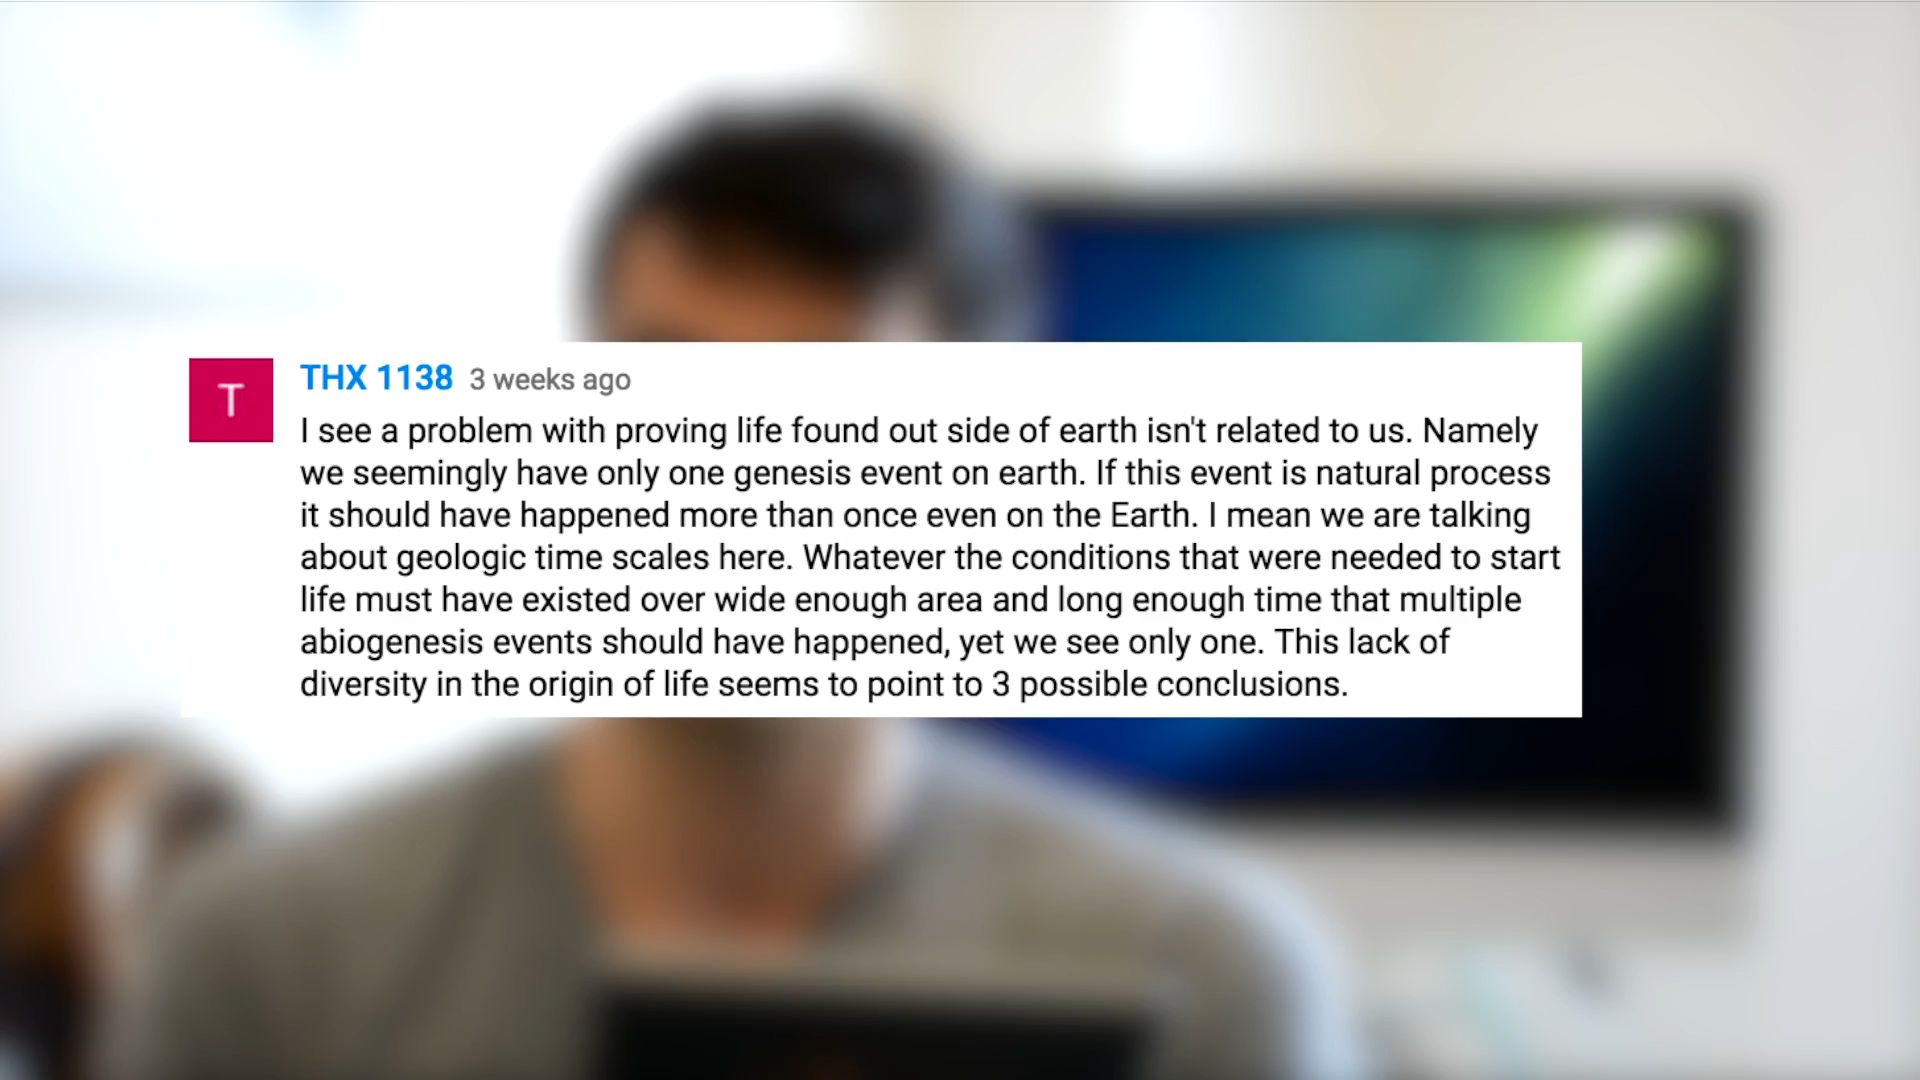 T
THX 1138 3 weeks ago
I see a problem with proving life found out side of earth isn't related to us. Namely
we seemingly have only one genesis event on earth. If this event is natural process
it should have happened more than once even on the Earth. I mean we are talking
about geologic time scales here. Whatever the conditions that were needed to start
life must have existed over wide enough area and long enough time that multiple
abiogenesis events should have happened, yet we see only one. This lack of
diversity in the origin of life seems to point to 3 possible conclusions.